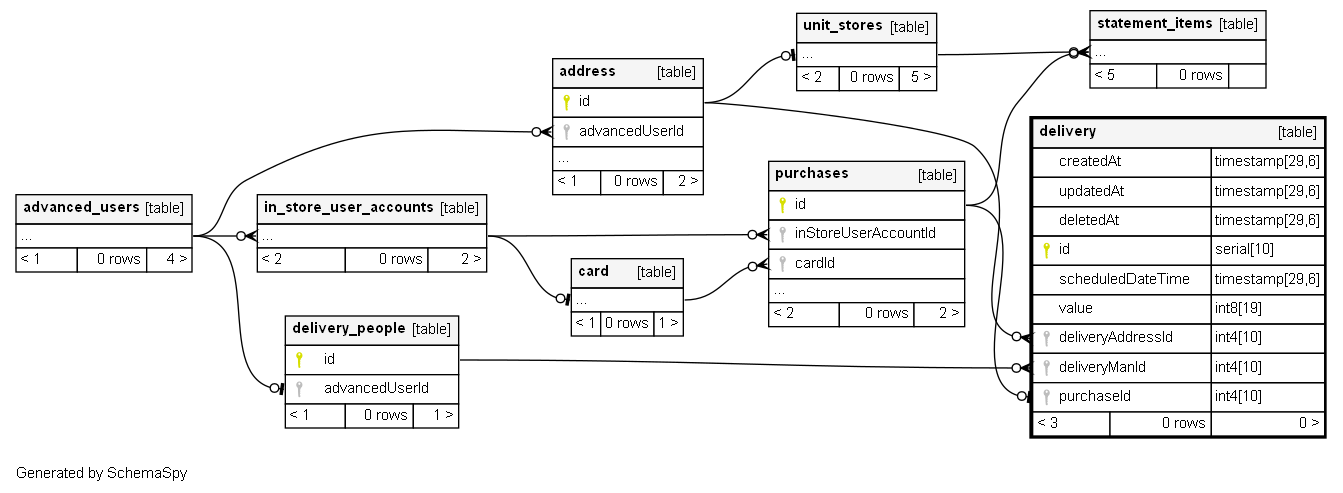 unit_stores [table]
...
< 2 0 rows 5 >
statement_items [table]
...
< 5 0 rows
address [table]
id
advancedUserId
...
< 1 0 rows 2 >
delivery [table]
createdAt timestamp[29,6]
updatedAt timestamp[29,6]
deletedAt timestamp[29,6]
id serial[10]
scheduledDateTime timestamp[29,6]
value int8[19]
deliveryAddressId int4[10]
deliveryManId int4[10]
purchaseId int4[10]
< 3 0 rows 0 >
purchases [table]
id
inStoreUserAccountId
cardId
...
< 2 0 rows 2 >
advanced_users [table]
...
< 1 0 rows 4 >
in_store_user_accounts [table]
...
< 2 0 rows 2 >
card [table]
...
< 1 0 rows 1 >
delivery_people [table]
id
advancedUserId
< 1 0 rows 1 >
Generated by SchemaSpy